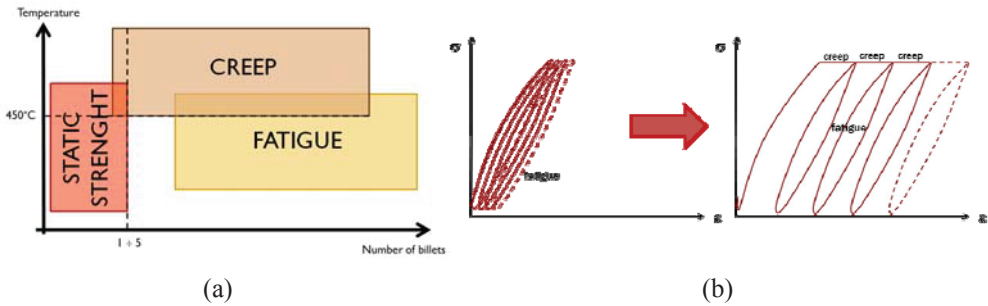 Temperature
CREEP
450°C
STATIC
STRENGHT
FATIGUE
1 ÷ 5
Number of billets
σ
fatigue
ε
σ
creep creep creep
fatigue
ε
(a)
(b)